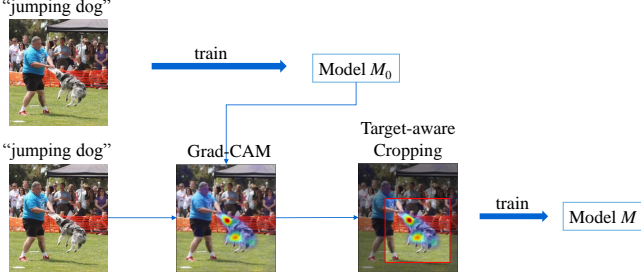 “jumping dog”
train
Model M₀
“jumping dog”
Grad-CAM
Target-aware
Cropping
train
Model M